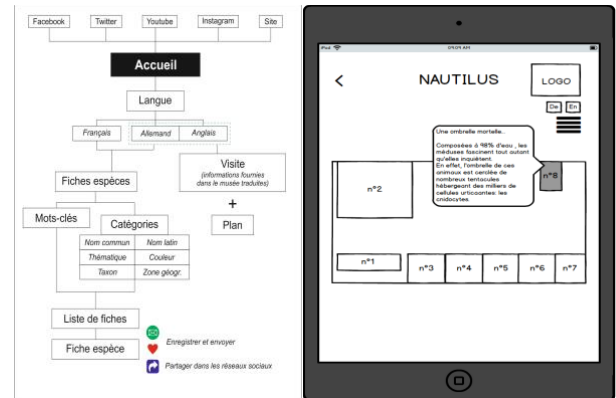 Facebook
Twitter
Youtube
Instagram
Site
Accueil
Langue
Français
Allemand
Anglais
Visite
(informations fournies
dans le musée traduites)
+
Plan
Fiches espèces
Mots-clés
Catégories
Nom commun
Nom latin
Thématique
Couleur
Taxon
Zone géogr.
Liste de fiches
Fiche espèce
Enregistrer et envoyer
Partager dans les réseaux sociaux
iPad
09:09 AM
<
NAUTILUS
LOGO
De
En
Une ombrelle mortelle..
Composées à 98% d'eau , les
méduses fascinent tout autant
qu'elles inquiètent.
En effet, l'ombrelle de ces
animaux est cerclée de
nombreux tentacules
hébergeant des milliers de
cellules urticantes: les
cnidocytes
n°8
n°2
n°1
n°3
n°4
n°5
n°6
n°7